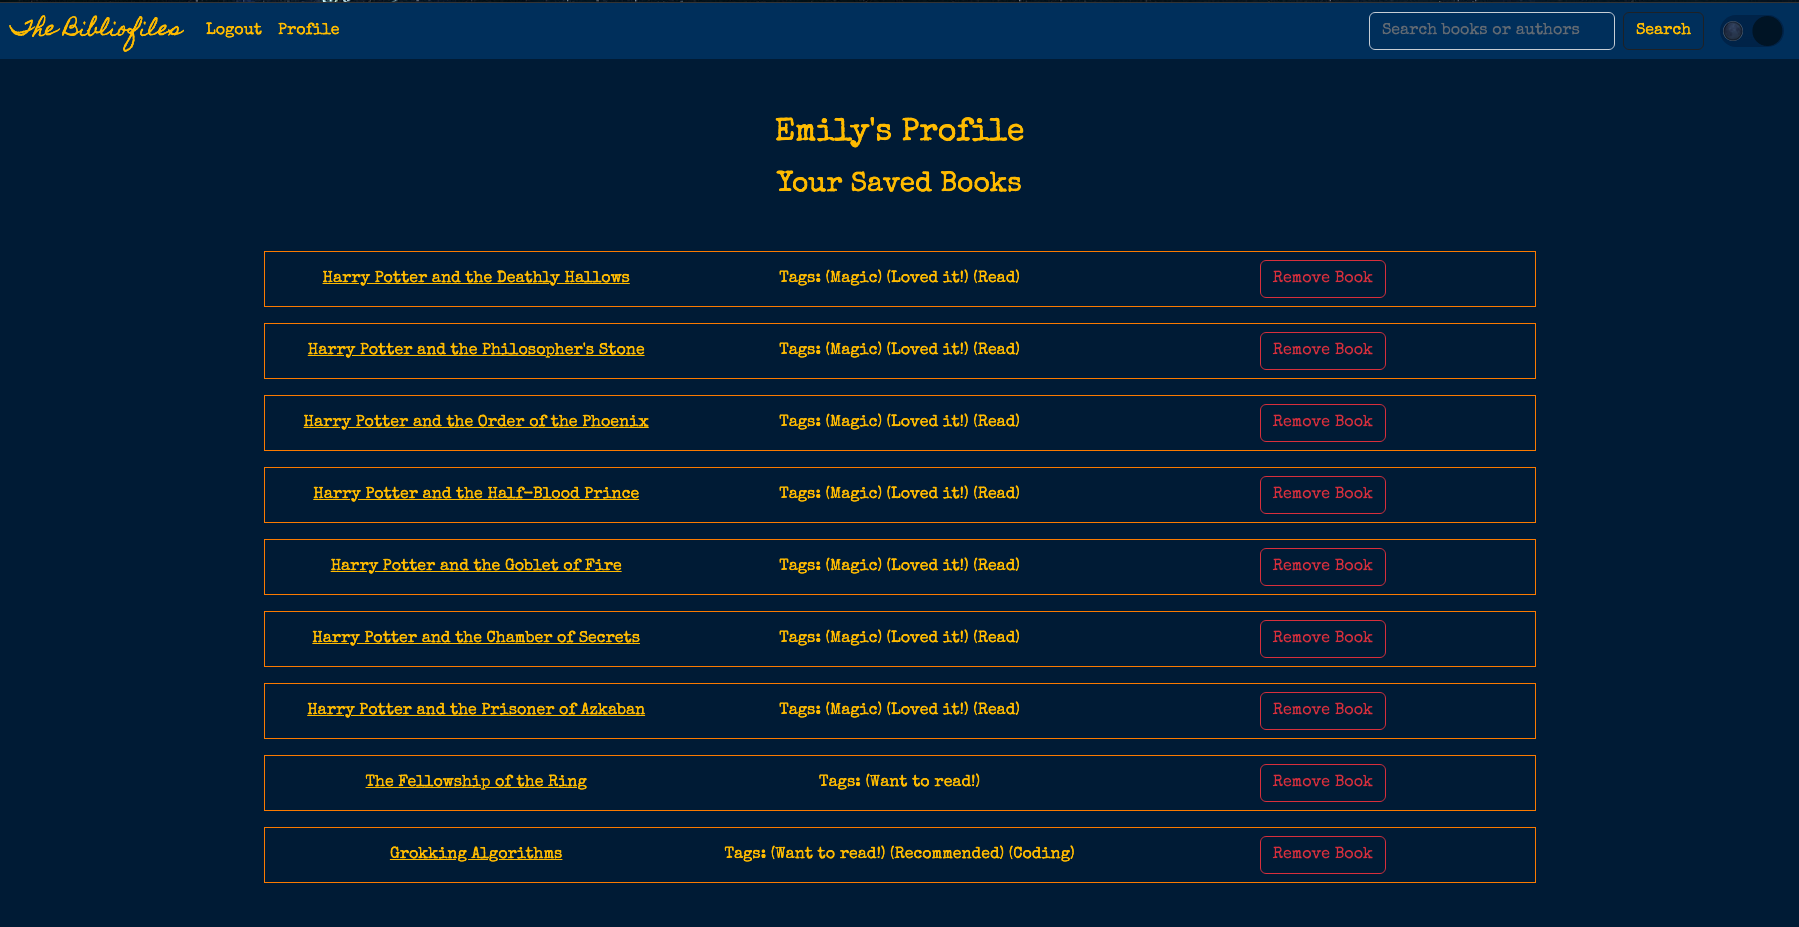 The Bibliofiles Logout Profile Search books or authors Search
Emily's Profile
Your Saved Books
Harry Potter and the Deathly Hallows Tags: (Magic) (Loved it!) (Read) Remove Book
Harry Potter and the Philosopher's Stone Tags: (Magic) (Loved it!) (Read) Remove Book
Harry Potter and the Order of the Phoenix Tags: (Magic) (Loved it!) (Read) Remove Book
Harry Potter and the Half-Blood Prince Tags: (Magic) (Loved it!) (Read) Remove Book
Harry Potter and the Goblet of Fire Tags: (Magic) (Loved it!) (Read) Remove Book
Harry Potter and the Chamber of Secrets Tags: (Magic) (Loved it!) (Read) Remove Book
Harry Potter and the Prisoner of Azkaban Tags: (Magic) (Loved it!) (Read) Remove Book
The Fellowship of the Ring Tags: (Want to read!) Remove Book
Grokking Algorithms Tags: (Want to read!) (Recommended) (Coding) Remove Book